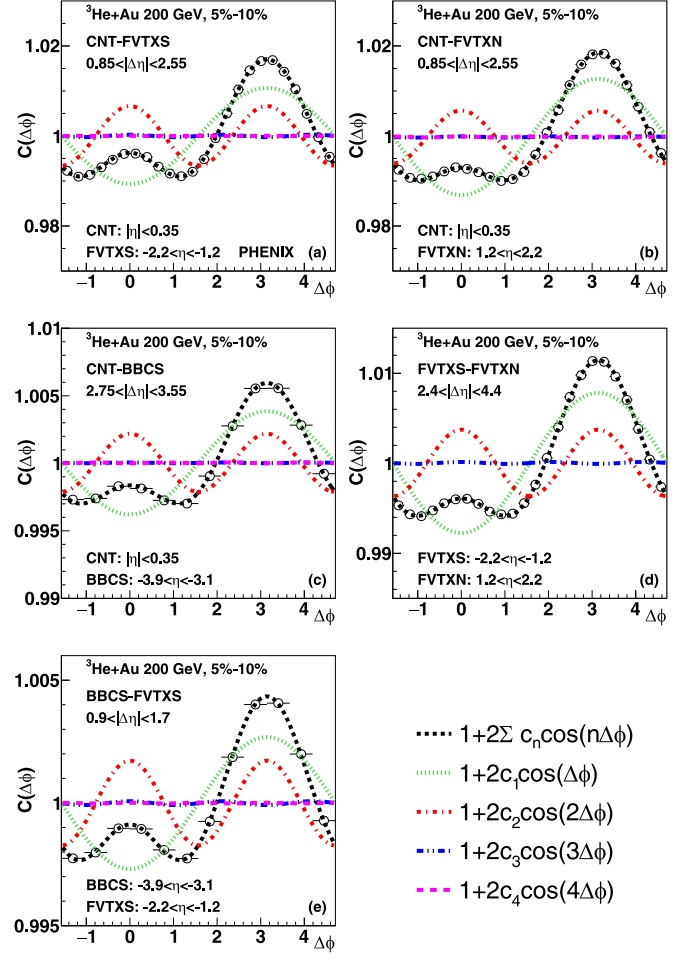 ³He+Au 200 GeV, 5%-10%
CNT-FVTXS
0.85<|Δη|<2.55
C(Δϕ)
1.02
1
0.98
CNT: |η|<0.35
FVTXS: -2.2<η<-1.2 PHENIX (a)
−1 0 1 2 3 4 Δϕ
³He+Au 200 GeV, 5%-10%
CNT-FVTXN
0.85<|Δη|<2.55
C(Δϕ)
1.02
1
0.98
CNT: |η|<0.35
FVTXN: 1.2<η<2.2 (b)
−1 0 1 2 3 4 Δϕ
³He+Au 200 GeV, 5%-10%
CNT-BBCS
2.75<|Δη|<3.55
C(Δϕ)
1.01
1.005
1
0.995
0.99
CNT: |η|<0.35
BBCS: -3.9<η<-3.1 (c)
−1 0 1 2 3 4 Δϕ
³He+Au 200 GeV, 5%-10%
FVTXS-FVTXN
2.4<|Δη|<4.4
C(Δϕ)
1.01
1
0.99
FVTXS: -2.2<η<-1.2
FVTXN: 1.2<η<2.2 (d)
−1 0 1 2 3 4 Δϕ
³He+Au 200 GeV, 5%-10%
BBCS-FVTXS
0.9<|Δη|<1.7
C(Δϕ)
1.005
1
0.995
BBCS: -3.9<η<-3.1
FVTXS: -2.2<η<-1.2 (e)
−1 0 1 2 3 4 Δϕ
1+2Σ cₙcos(nΔϕ)
1+2c₁cos(Δϕ)
1+2c₂cos(2Δϕ)
1+2c₃cos(3Δϕ)
1+2c₄cos(4Δϕ)